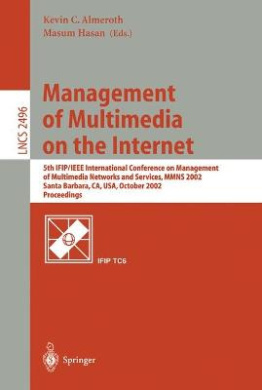 Kevin C. Almeroth
Masum Hasan (Eds.)
LNCS 2496
Management
of Multimedia
on the Internet
5th IFIP/IEEE International Conference on Management
of Multimedia Networks and Services, MMNS 2002
Santa Barbara, CA, USA, October 2002
Proceedings
IFIP TC6
Springer